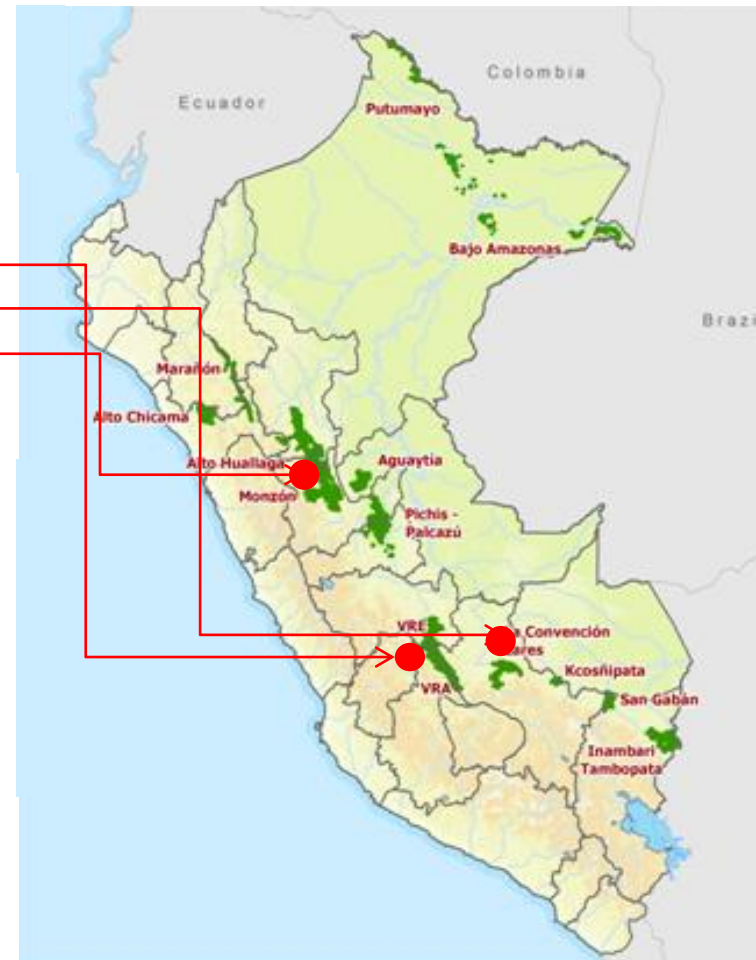 Colombia
Ecuador
Putumayo
Bajo Amazonas
Brazi
Marañón
Alto Chicama
Alto Huallaga
Aguaytia
Monzón
Pichis -
Palcazú
VRE
a Convención
ares
Kcosñipata
VRA
San Gabán
Inambari
Tambopata